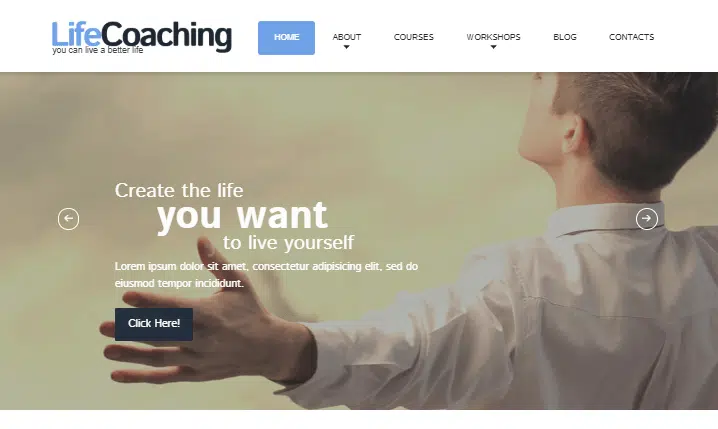 LifeCoaching
you can live a better life
HOME ABOUT COURSES WORKSHOPS BLOG CONTACTS
Create the life
you want
to live yourself
Lorem ipsum dolor sit amet, consectetur adipisicing elit, sed do
eiusmod tempor incididunt.
Click Here!